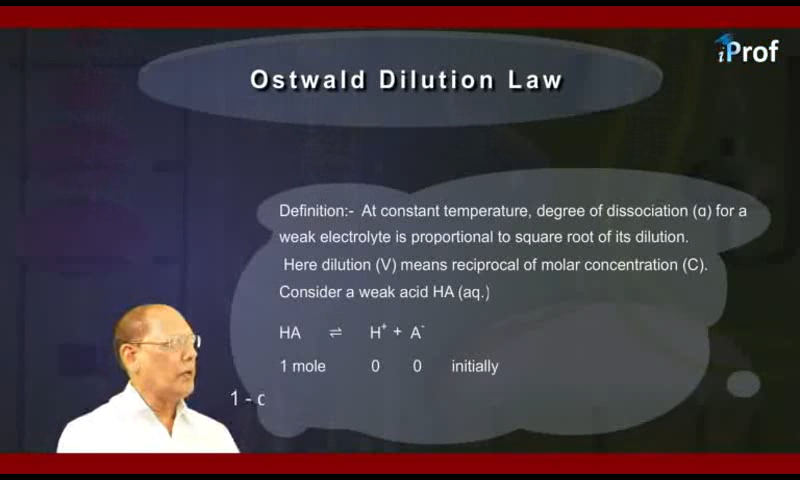 iProf
Ostwald Dilution Law
Definition:- At constant temperature, degree of dissociation (α) for a
weak electrolyte is proportional to square root of its dilution.
Here dilution (V) means reciprocal of molar concentration (C).
Consider a weak acid HA (aq.)
HA ⇌ H⁺ + A⁻
1 mole 0 0 initially
1 -